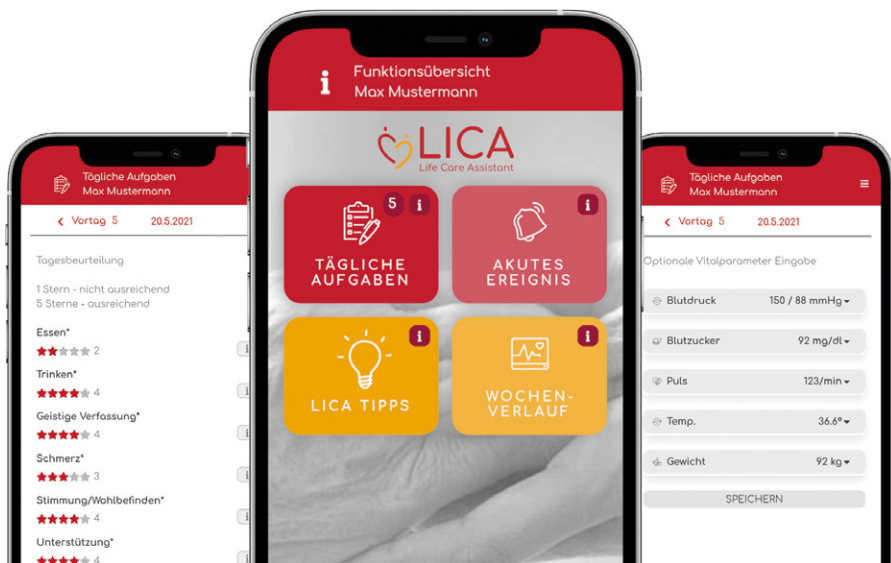 Tägliche Aufgaben
Max Mustermann
< Vortag 5 20.5.2021
Tagesbeurteilung
1 Stern - nicht ausreichend
5 Sterne - ausreichend
Essen*
2
Trinken*
4
Geistige Verfassung*
4
Schmerz*
3
Stimmung/Wohlbefinden*
4
Unterstützung*
4
i Funktionsübersicht
Max Mustermann
LICA
Life Care Assistant
5 i
TÄGLICHE
AUFGABEN
i
AKUTES
EREIGNIS
i
LICA TIPPS
i
WOCHEN-
VERLAUF
Tägliche Aufgaben
Max Mustermann
< Vortag 5 20.5.2021
Optionale Vitalparameter Eingabe
Blutdruck 150 / 88 mmHg
Blutzucker 92 mg/dl
Puls 123/min
Temp. 36.6°
Gewicht 92 kg
SPEICHERN